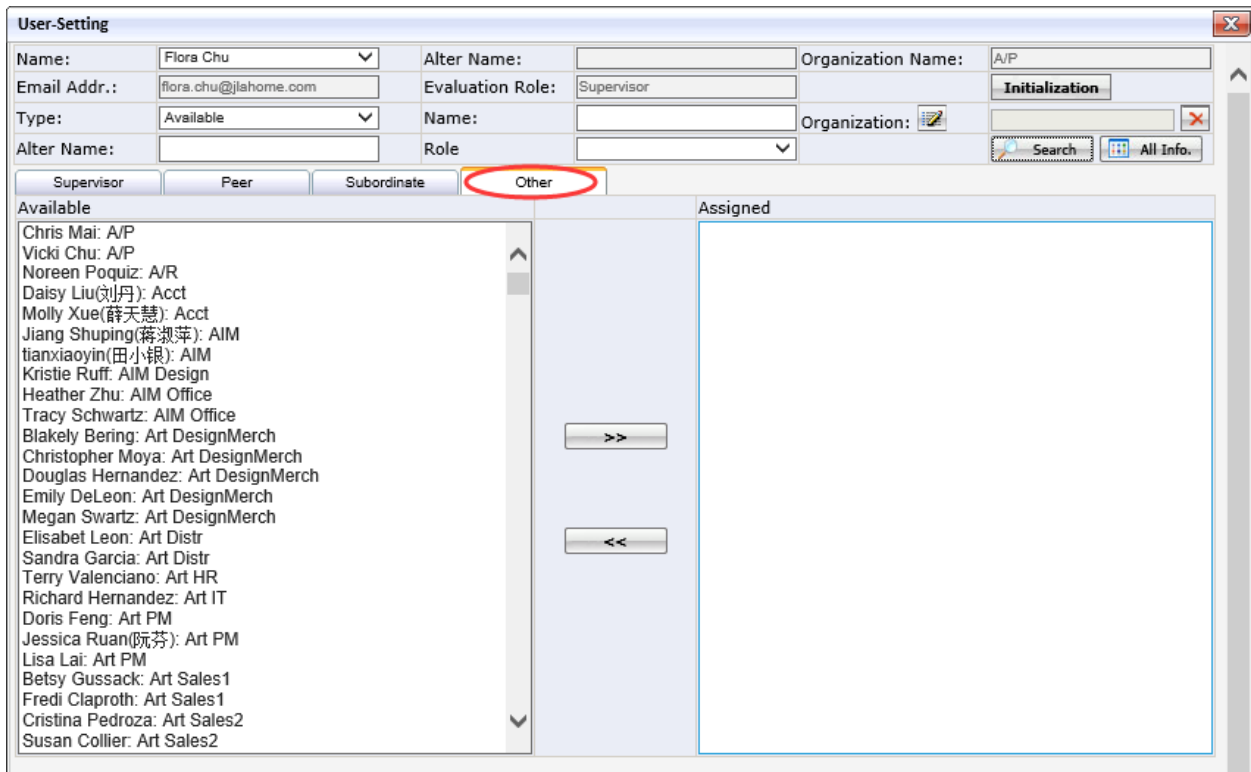 User-Setting
Name: Flora Chu Alter Name: Organization Name: A/P
Email Addr.: flora.chu@jlahome.com Evaluation Role: Supervisor Initialization
Type: Available Name: Organization:
Alter Name: Role Search All Info.
Supervisor Peer Subordinate Other
Available Assigned
Chris Mai: A/P
Vicki Chu: A/P
Noreen Poquiz: A/R
Daisy Liu(刘丹): Acct
Molly Xue(薛天慧): Acct
Jiang Shuping(蒋淑萍): AIM
tianxiaoyin(田小银): AIM
Kristie Ruff: AIM Design
Heather Zhu: AIM Office
Tracy Schwartz: AIM Office
Blakely Bering: Art DesignMerch
Christopher Moya: Art DesignMerch
Douglas Hernandez: Art DesignMerch
Emily DeLeon: Art DesignMerch
Megan Swartz: Art DesignMerch
Elisabet Leon: Art Distr
Sandra Garcia: Art Distr
Terry Valenciano: Art HR
Richard Hernandez: Art IT
Doris Feng: Art PM
Jessica Ruan(阮芬): Art PM
Lisa Lai: Art PM
Betsy Gussack: Art Sales1
Fredi Claproth: Art Sales1
Cristina Pedroza: Art Sales2
Susan Collier: Art Sales2
>>
<<